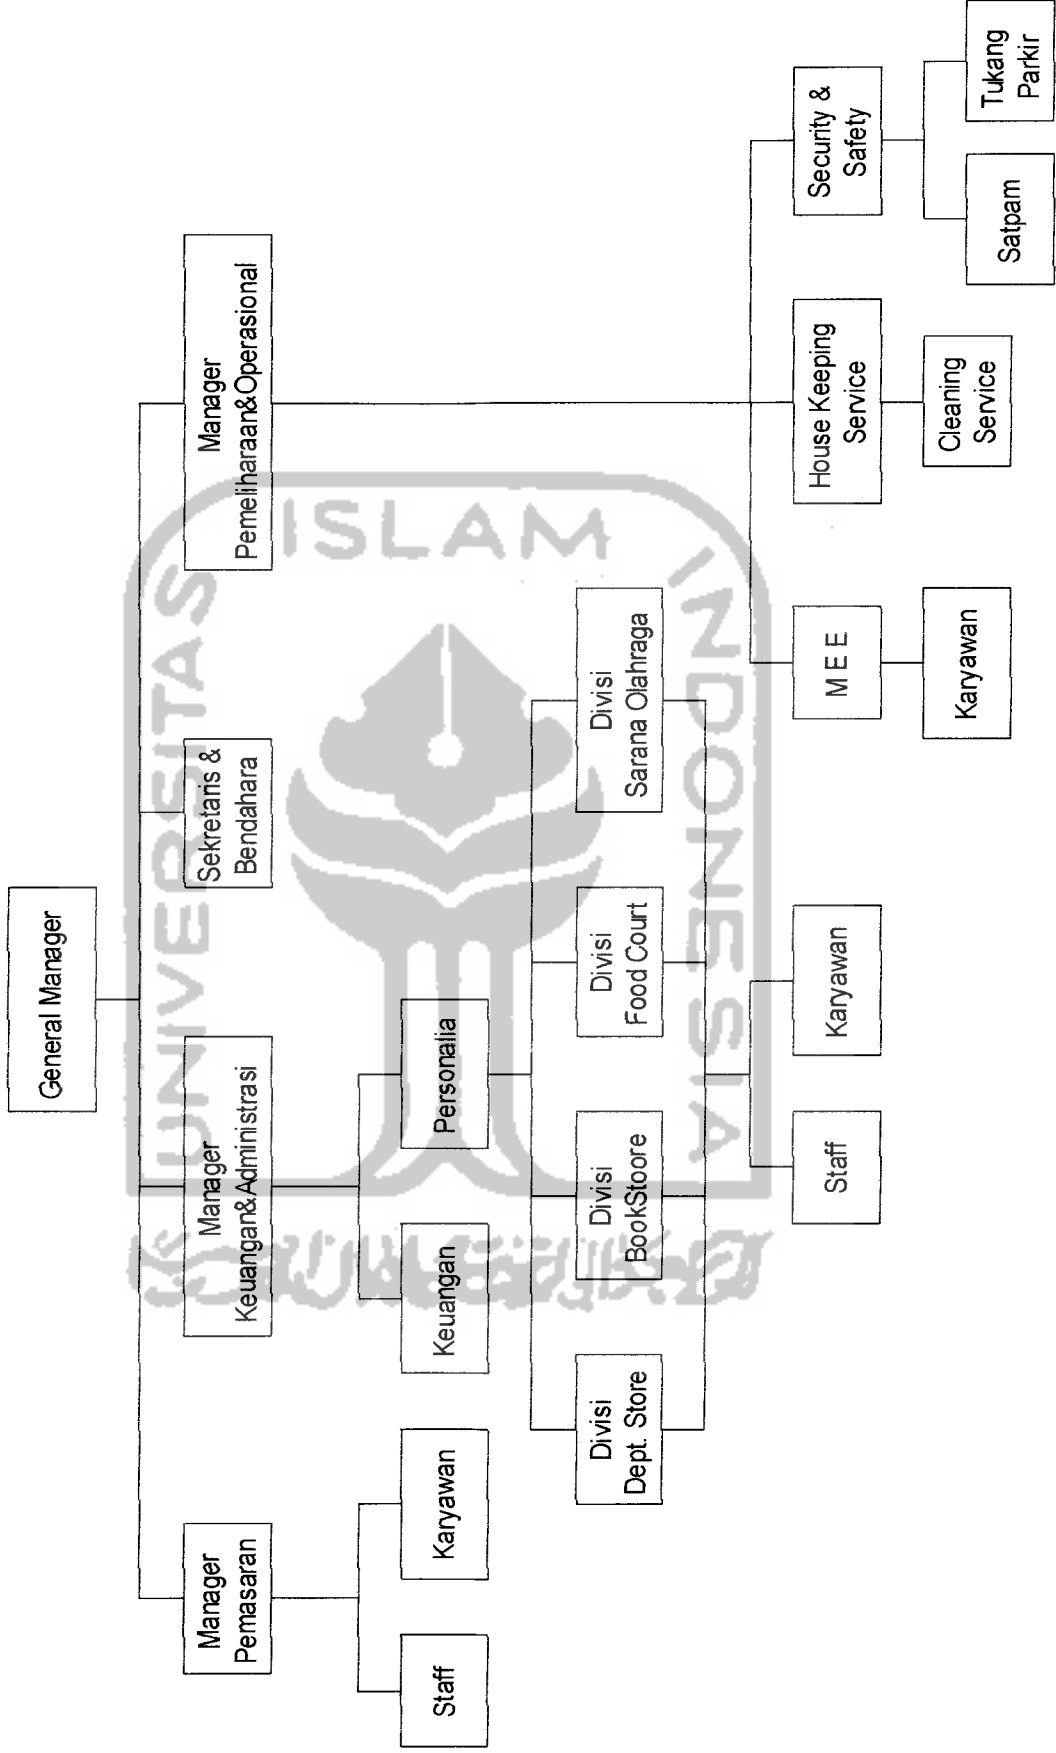 General Manager
Manager
Pemasaran
Manager
Keuangan&Administrasi
Sekretaris &
Bendahara
Manager
Pemeliharaan&Operasional
Staff
Karyawan
Keuangan
Personalia
Divisi
Dept. Store
Divisi
BookStoore
Divisi
Food Court
Divisi
Sarana Olahraga
Staff
Karyawan
M E E
House Keeping
Service
Security &
Safety
Karyawan
Cleaning
Service
Satpam
Tukang
Parkir
UNIVERSITAS
ISLAM
INDONESIA